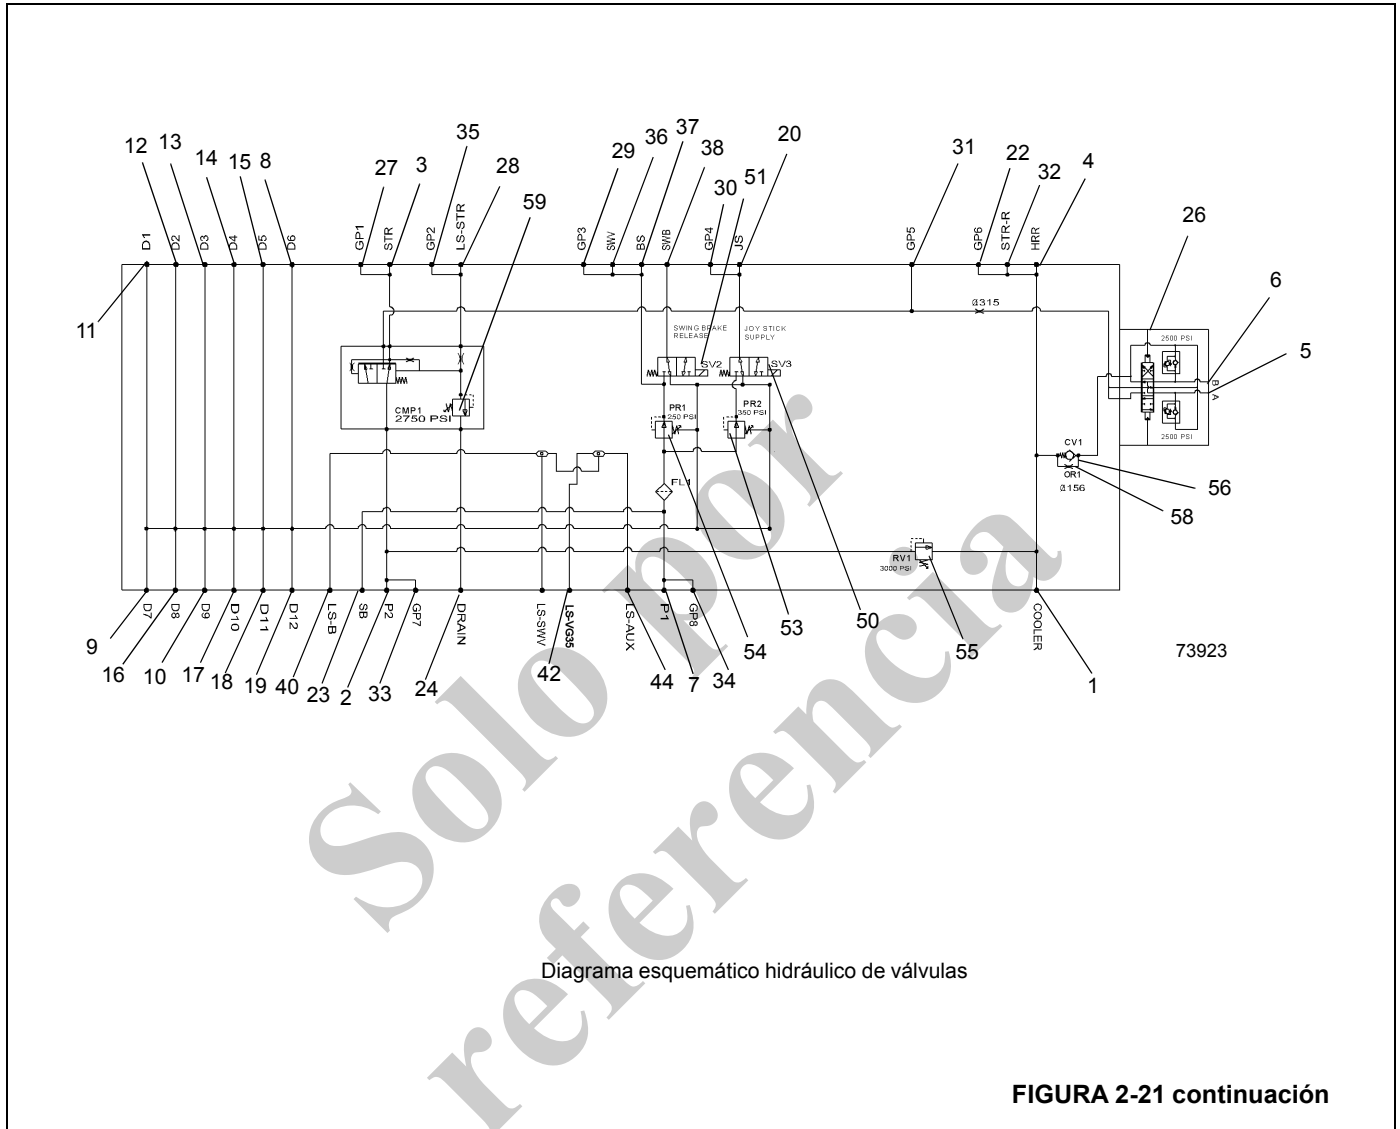 12 13 14 15 8 27 3 35 28 59 29 36 37 38 30 51 20 31 22 32 4 26 6 5
D1 D2 D3 D4 D5 D6 GP1 STR GP2 LS-STR GP3 SWV BS SWB GP4 JS GP5 GP6 STR-R HRR
11
Ø315
SWING BRAKE
RELEASE
JOY STICK
SUPPLY
2500 PSI
SV2
SV3
B
A
CMP1
2750 PSI
PR1
250 PSI
PR2
350 PSI
2500 PSI
CV1
OR1
Ø156
56
58
FL1
RV1
3000 PSI
D7 D8 D9 D10 D11 D12 LS-B SB P2 GP7 DRAIN LS-SWV LS-VG35 LS-AUX P1 GP8 COOLER
9 16 10 17 18 19 40 23 2 33 24 42 44 7 34 54 53 50 55 1
73923
Solo por
referencia
Diagrama esquemático hidráulico de válvulas
FIGURA 2-21 continuación